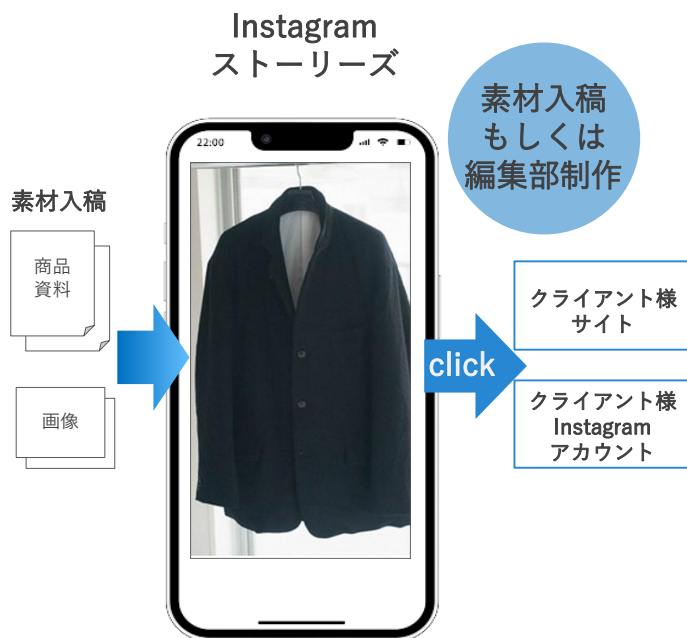 Instagram
ストーリーズ
素材入稿
もしくは
編集部制作
22:00
素材入稿
商品
資料
画像
click
クライアント様
サイト
クライアント様
Instagram
アカウント